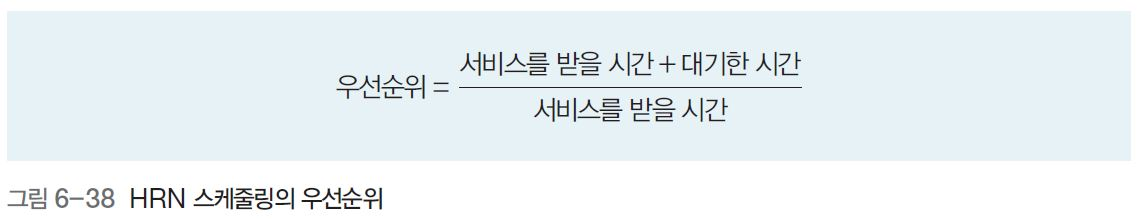 우선순위 = 
서비스를 받을 시간 + 대기한 시간
서비스를 받을 시간
그림 6-38 HRN 스케줄링의 우선순위